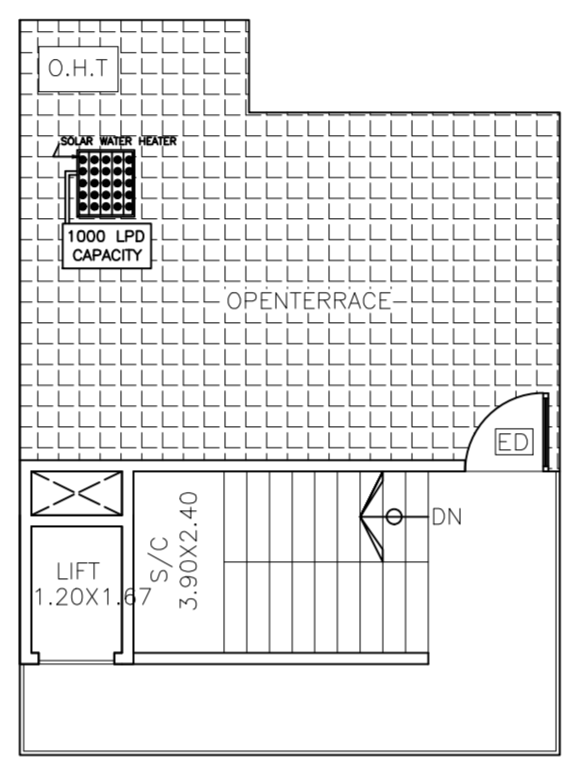 O.H.T
SOLAR WATER HEATER
1000 LPD
CAPACITY
OPENTERRACE
ED
DN
S/C
3.90X2.40
LIFT
1.20X1.67